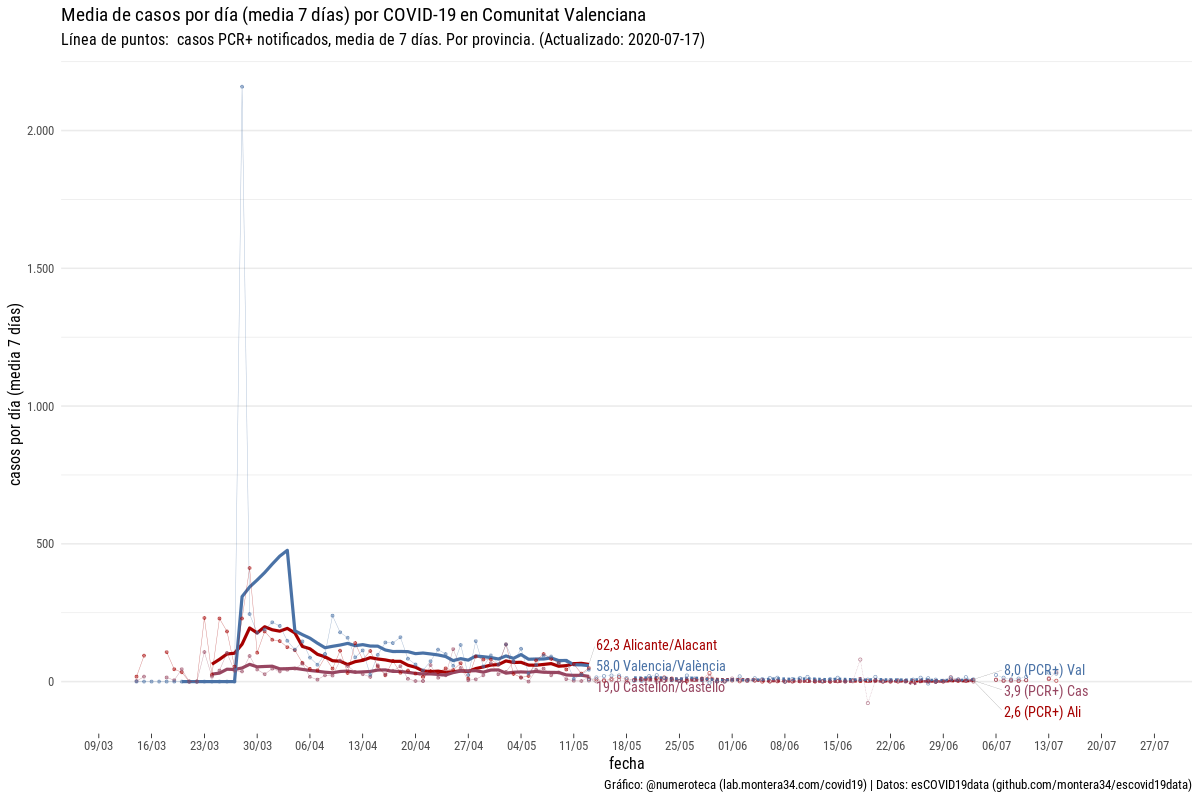 Media de casos por día (media 7 días) por COVID-19 en Comunitat Valenciana
Línea de puntos:  casos PCR+ notificados, media de 7 días. Por provincia. (Actualizado: 2020-07-17)
casos por día (media 7 días)
2.000
1.500
1.000
500
0
62,3 Alicante/Alacant
58,0 Valencia/València
19,0 Castellón/Castelló
8,0 (PCR+) Val
3,9 (PCR+) Cas
2,6 (PCR+) Ali
09/03 16/03 23/03 30/03 06/04 13/04 20/04 27/04 04/05 11/05 18/05 25/05 01/06 08/06 15/06 22/06 29/06 06/07 13/07 20/07 27/07
fecha
Gráfico: @numeroteca (lab.montera34.com/covid19) | Datos: esCOVID19data (github.com/montera34/escovid19data)